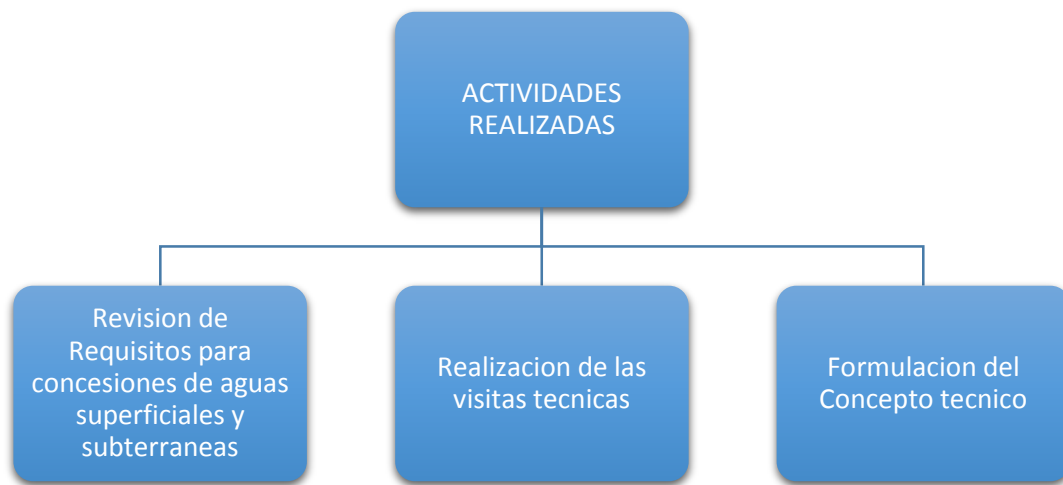 ACTIVIDADES
REALIZADAS
Revision de
Requisitos para
concesiones de aguas
superficiales y
subterraneas
Realizacion de las
visitas tecnicas
Formulacion del
Concepto tecnico